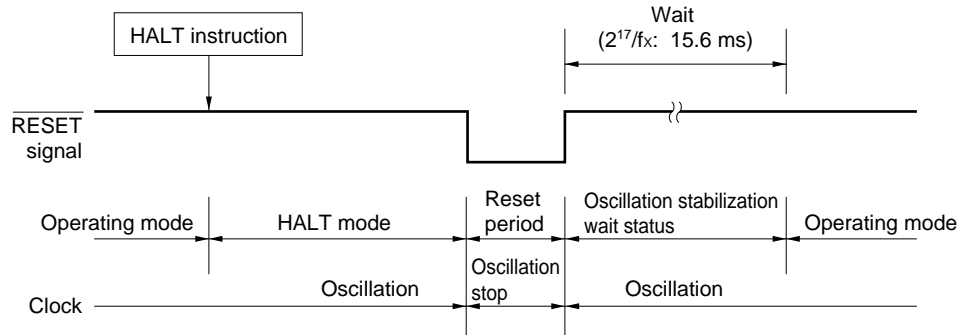 Wait
(2¹⁷/fx: 15.6 ms)
HALT instruction
RESET
signal
Operating mode
HALT mode
Reset
period
Oscillation stabilization
wait status
Operating mode
Clock
Oscillation
Oscillation
stop
Oscillation